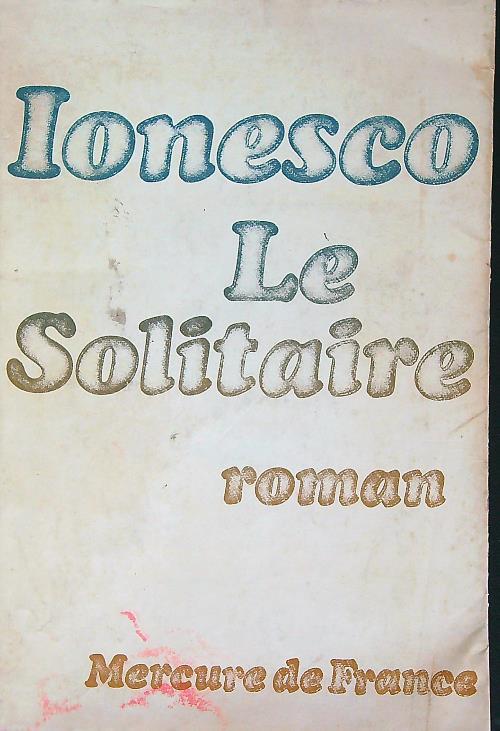 Ionesco
Le
Solitaire
roman
Mercure de France